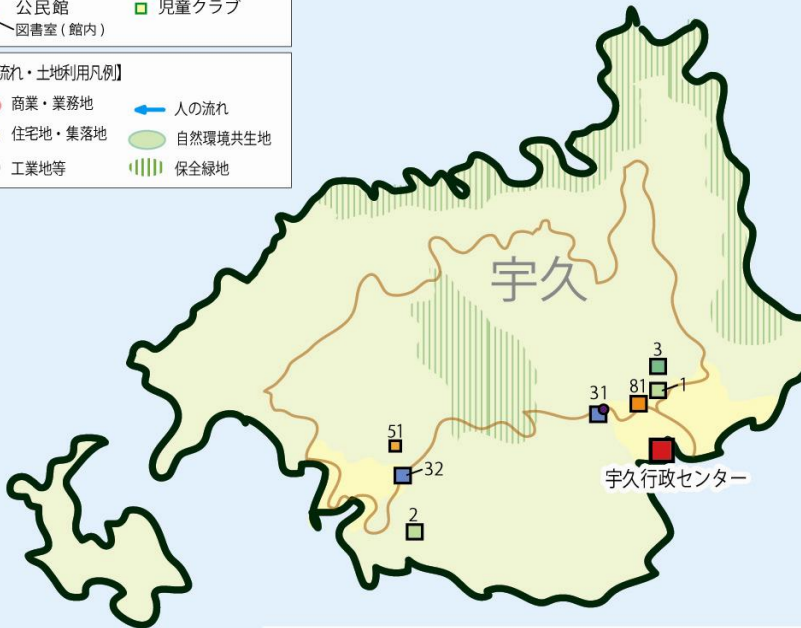 公民館
児童クラブ
図書室(館内)
流れ・土地利用凡例】
商業・業務地
人の流れ
住宅地・集落地
自然環境共生地
工業地等
保全緑地
宇久
3
1
81
31
51
32
2
宇久行政センター